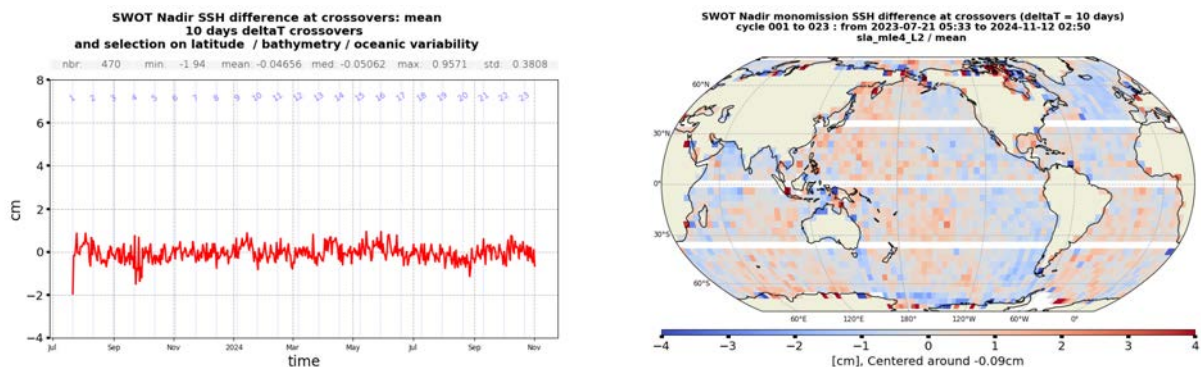 SWOT Nadir SSH difference at crossovers: mean
10 days deltaT crossovers
and selection on latitude / bathymetry / oceanic variability
nbr: 470 min: -1.94 mean: -0.04656 med: -0.05062 max: 0.9571 std: 0.3808
8
6
4
2
0
−2
−4
cm
1 2 3 4 5 6 7 8 9 10 11 12 13 14 15 16 17 18 19 20 21 22 23
Jul Sep Nov 2024 Mar May Jul Sep Nov
time
SWOT Nadir monomission SSH difference at crossovers (deltaT = 10 days)
cycle 001 to 023 : from 2023-07-21 05:33 to 2024-11-12 02:50
sla_mle4_L2 / mean
60°N
30°N
0°
30°S
60°S
60°E 120°E 180° 120°W 60°W 0°
−4 −3 −2 −1 0 1 2 3 4
[cm], Centered around -0.09cm